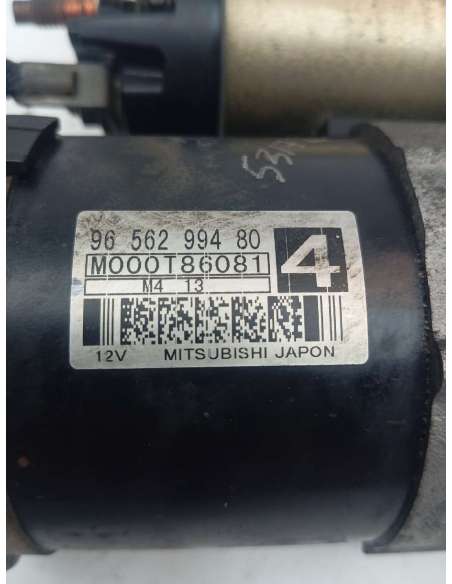 96 562 994 80
4
M000T86081
M4 13
12V MITSUBISHI JAPON